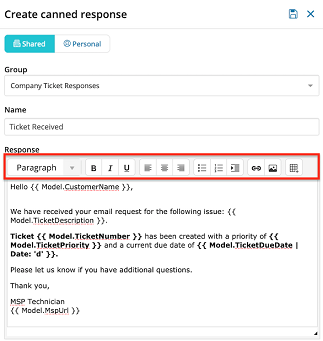 Create canned response
Shared Personal
Group
Company Ticket Responses
Name
Ticket Received
Response
Paragraph B I U
Hello {{ Model.CustomerName }},
We have received your email request for the following issue: {{
Model.TicketDescription }}.
Ticket {{ Model.TicketNumber }} has been created with a priority of {{
Model.TicketPriority }} and a current due date of {{ Model.TicketDueDate |
Date: 'd' }}.
Please let us know if you have additional questions.
Thank you,
MSP Technician
{{ Model.MspUrl }}